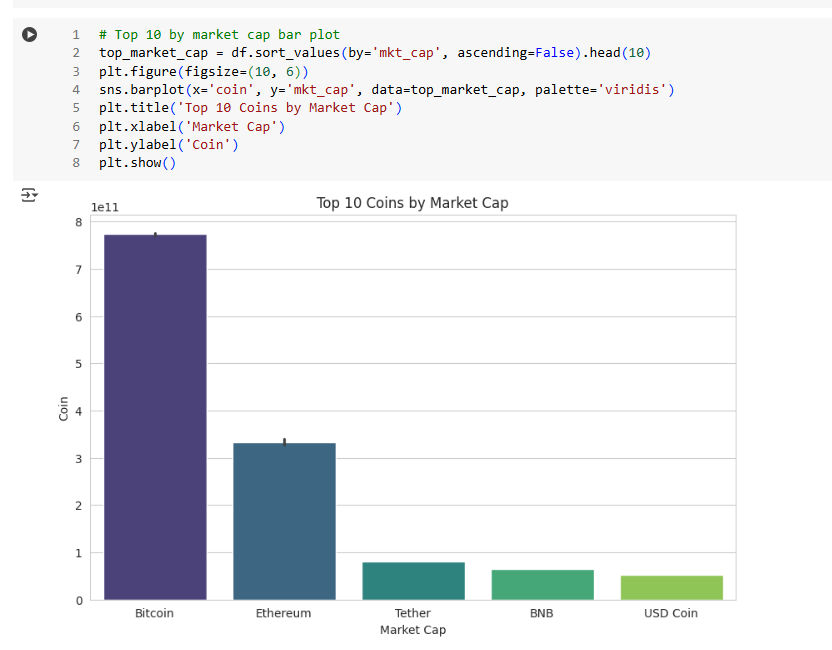 1 # Top 10 by market cap bar plot
2 top_market_cap = df.sort_values(by='mkt_cap', ascending=False).head(10)
3 plt.figure(figsize=(10, 6))
4 sns.barplot(x='coin', y='mkt_cap', data=top_market_cap, palette='viridis')
5 plt.title('Top 10 Coins by Market Cap')
6 plt.xlabel('Market Cap')
7 plt.ylabel('Coin')
8 plt.show()
Top 10 Coins by Market Cap
1e11
8
7
6
5
4
3
2
1
0
Coin
Bitcoin Ethereum Tether BNB USD Coin
Market Cap